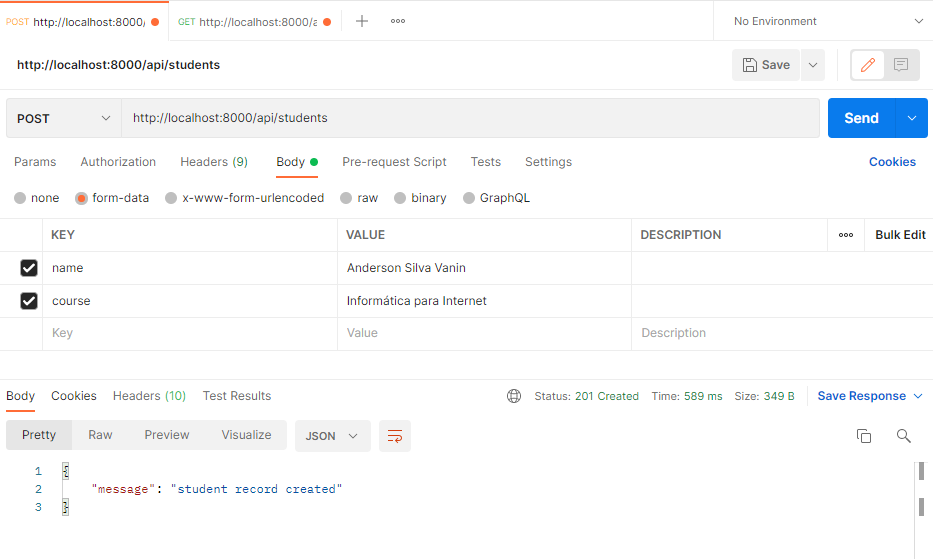 POST http://localhost:8000/ GET http://localhost:8000/a No Environment
http://localhost:8000/api/students Save
POST http://localhost:8000/api/students Send
Params Authorization Headers (9) Body Pre-request Script Tests Settings Cookies
none form-data x-www-form-urlencoded raw binary GraphQL
KEY VALUE DESCRIPTION Bulk Edit
name Anderson Silva Vanin
course Informática para Internet
Key Value Description
Body Cookies Headers (10) Test Results Status: 201 Created Time: 589 ms Size: 349 B Save Response
Pretty Raw Preview Visualize JSON
1 {
2 "message": "student record created"
3 }